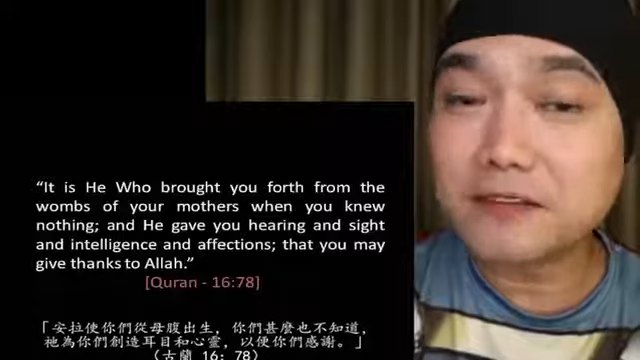 “It is He Who brought you forth from the
wombs of your mothers when you knew
nothing; and He gave you hearing and sight
and intelligence and affections; that you may
give thanks to Allah.”
[Quran - 16:78]
「安拉使你們從母腹出生，你們甚麼也不知道，
祂為你們創造耳目和心靈，以便你們感謝。」
（古蘭 16：78）